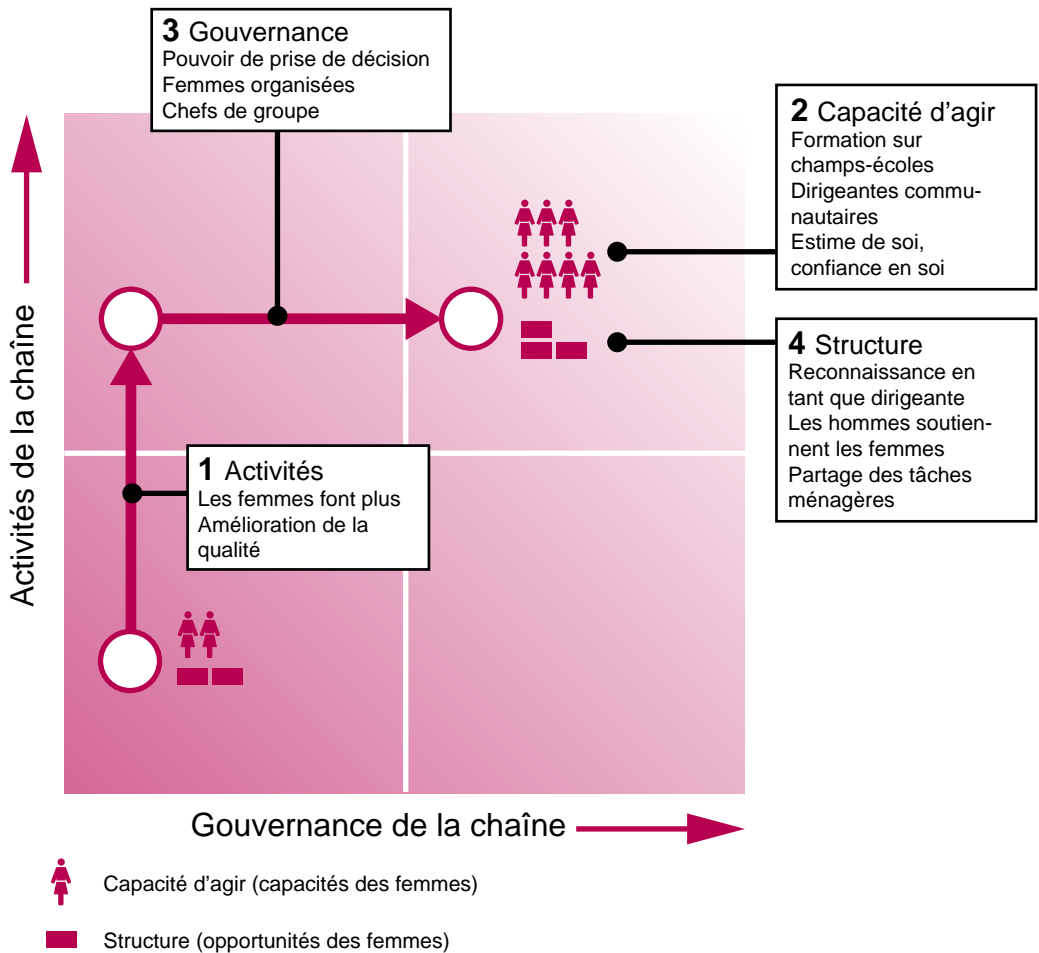 3 Gouvernance
Pouvoir de prise de décision
Femmes organisées
Chefs de groupe
2 Capacité d'agir
Formation sur
champs-écoles
Dirigeantes commu-
nautaires
Estime de soi,
confiance en soi
4 Structure
Reconnaissance en
tant que dirigeante
Les hommes soutien-
nent les femmes
Partage des tâches
ménagères
1 Activités
Les femmes font plus
Amélioration de la
qualité
Activités de la chaîne
Gouvernance de la chaîne
Capacité d'agir (capacités des femmes)
Structure (opportunités des femmes)